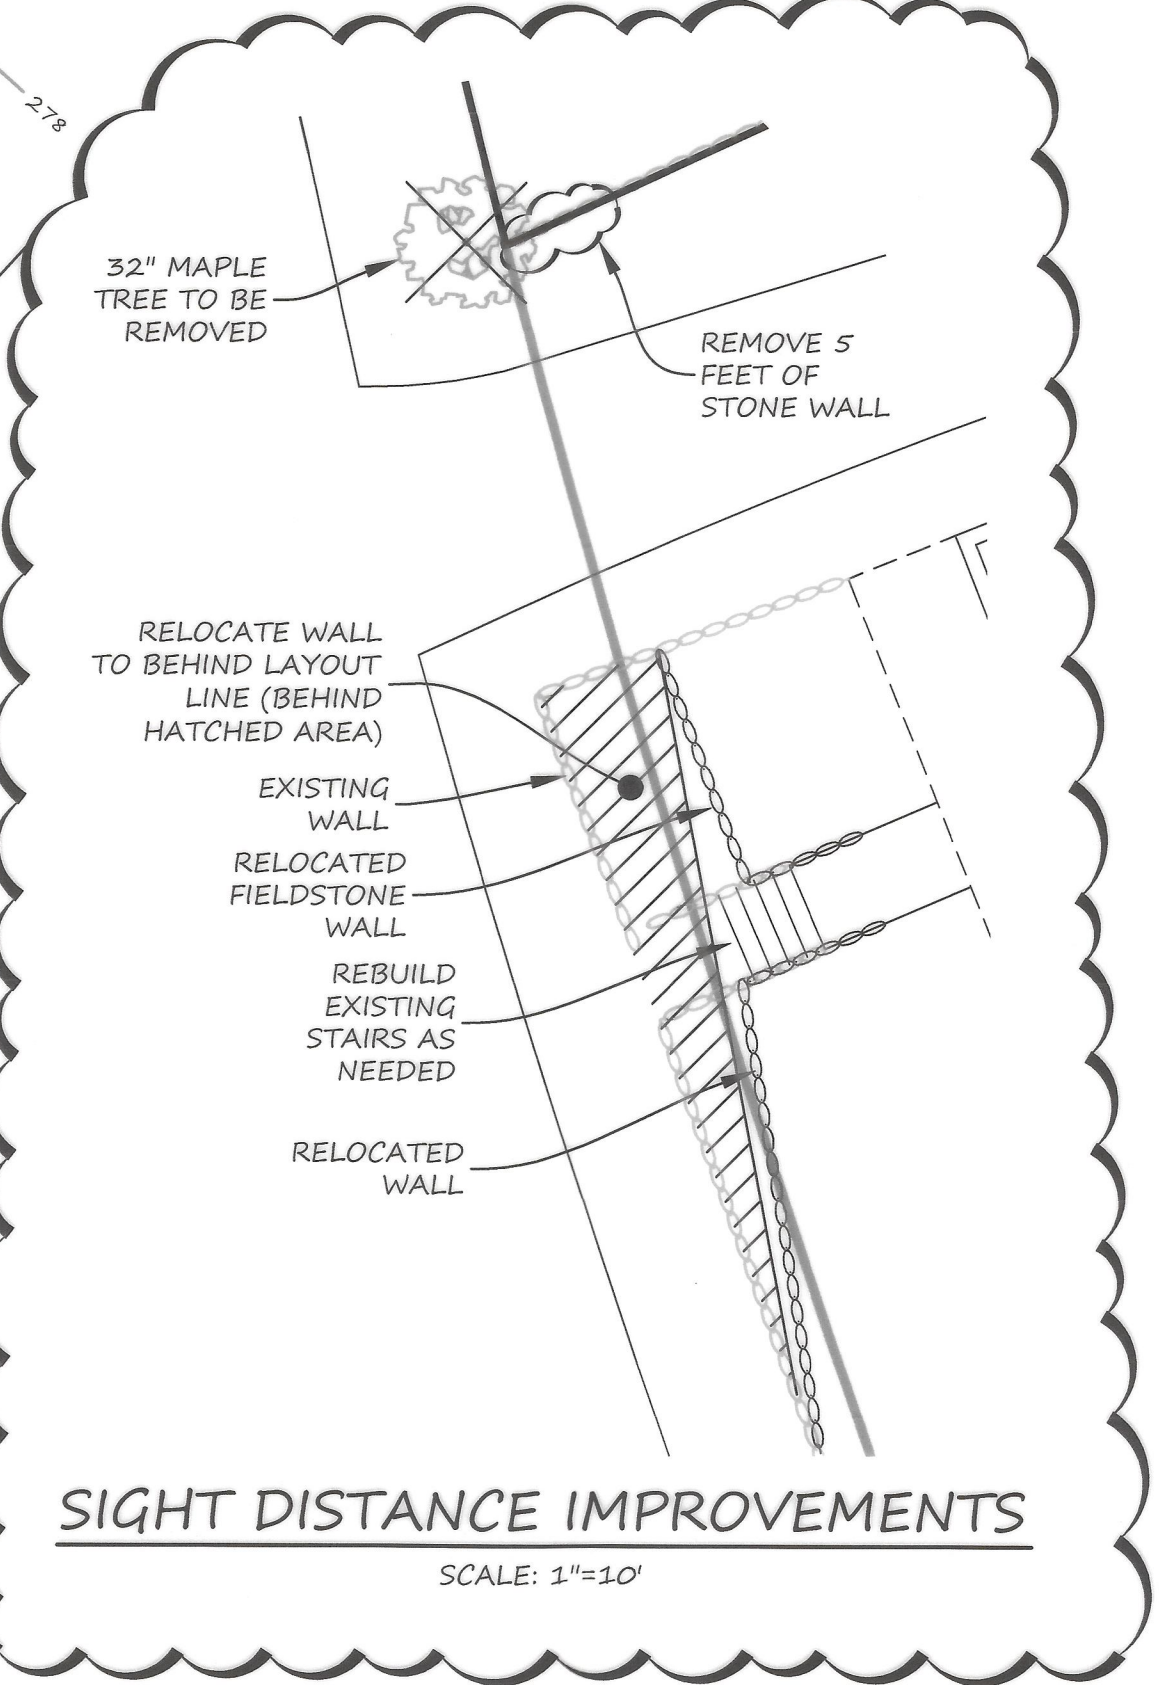 278
32" MAPLE
TREE TO BE
REMOVED
REMOVE 5
FEET OF
STONE WALL
RELOCATE WALL
TO BEHIND LAYOUT
LINE (BEHIND
HATCHED AREA)
EXISTING
WALL
RELOCATED
FIELDSTONE
WALL
REBUILD
EXISTING
STAIRS AS
NEEDED
RELOCATED
WALL
SIGHT DISTANCE IMPROVEMENTS
SCALE: 1"=10'